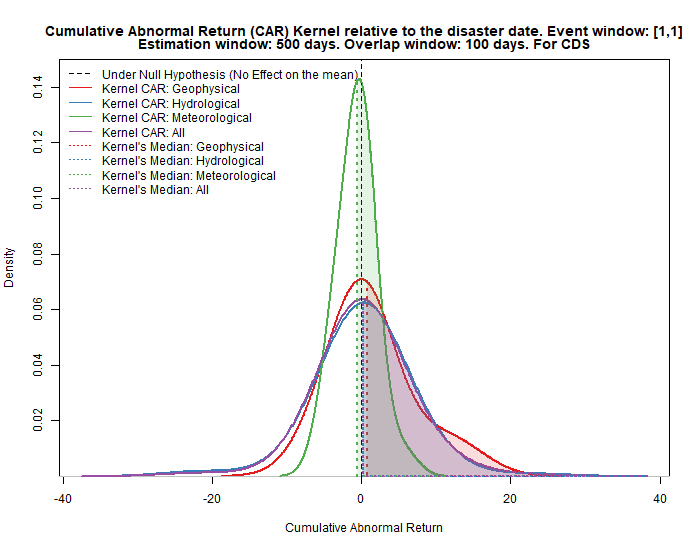 Cumulative Abnormal Return (CAR) Kernel relative to the disaster date. Event window: [1,1]
Estimation window: 500 days. Overlap window: 100 days. For CDS
Under Null Hypothesis (No Effect on the mean)
Kernel CAR: Geophysical
Kernel CAR: Hydrological
Kernel CAR: Meteorological
Kernel CAR: All
Kernel's Median: Geophysical
Kernel's Median: Hydrological
Kernel's Median: Meteorological
Kernel's Median: All
Density
0.14
0.12
0.10
0.08
0.06
0.04
0.02
-40
-20
0
20
40
Cumulative Abnormal Return